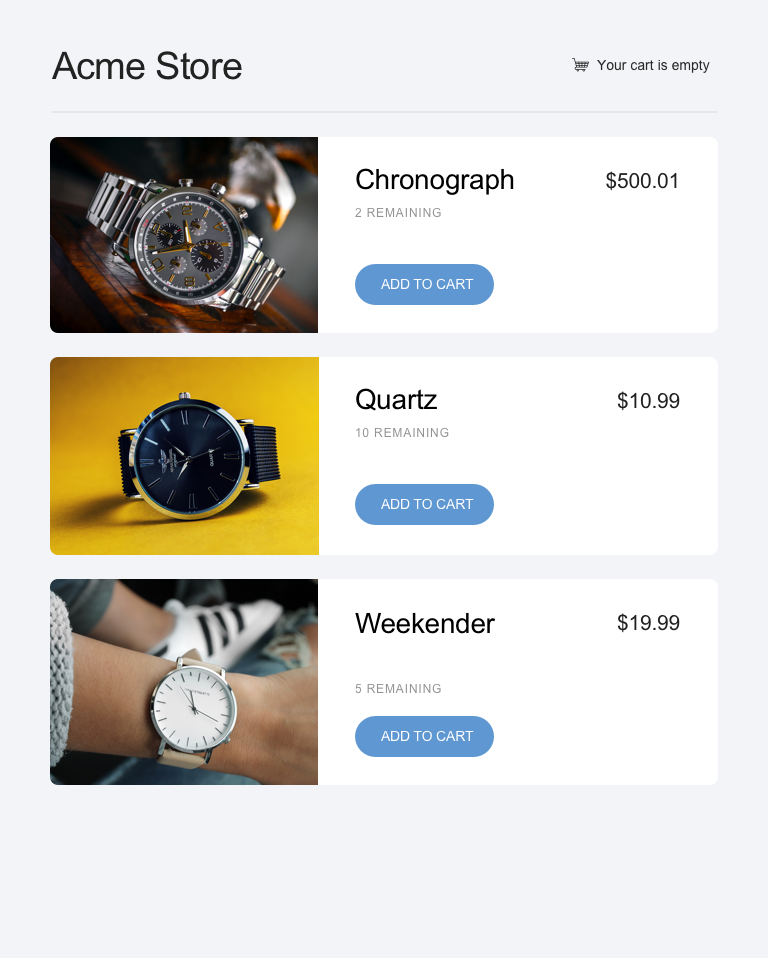 Acme Store
Your cart is empty
Chronograph
$500.01
2 REMAINING
ADD TO CART
Quartz
$10.99
10 REMAINING
ADD TO CART
Weekender
$19.99
5 REMAINING
ADD TO CART